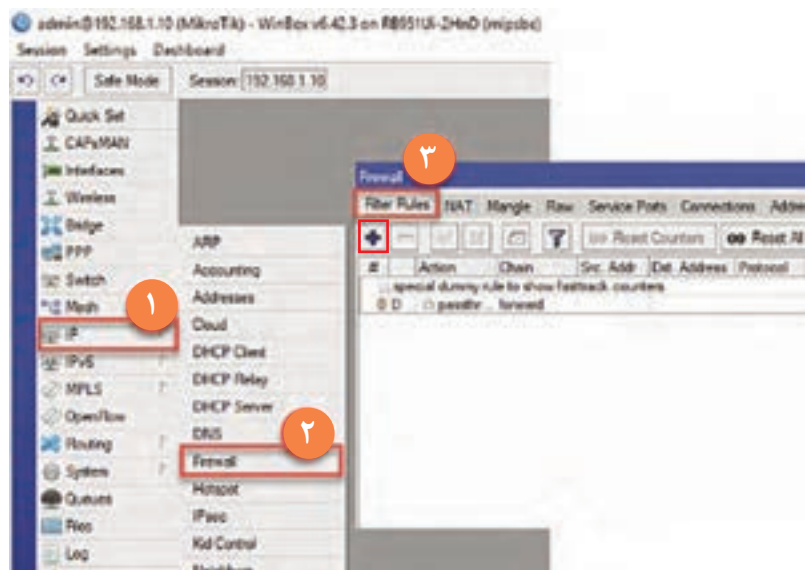 admin@192.168.1.10 (MikroTik) - WinBox v6.42.3 on RB951Ui-2HnD (mipsbe)
Session Settings Dashboard
Safe Mode Session: 192.168.1.10
Quick Set
CAPsMAN
Interfaces
Wireless
Bridge
PPP
Switch
Mesh
۱
IP
IPv6
MPLS
OpenFlow
Routing
System
Queues
Files
Log
ARP
Accounting
Addresses
Cloud
DHCP Client
DHCP Relay
DHCP Server
DNS
۲
Firewall
Hotspot
IPsec
Kid Control
Neighbors
۳
Firewall
Filter Rules NAT Mangle Raw Service Ports Connections Addre
Reset Counters 00 Reset All
# Action Chain Src. Addr Dst. Address Protocol
::: special dummy rule to show fasttrack counters
0 D passthr... forward